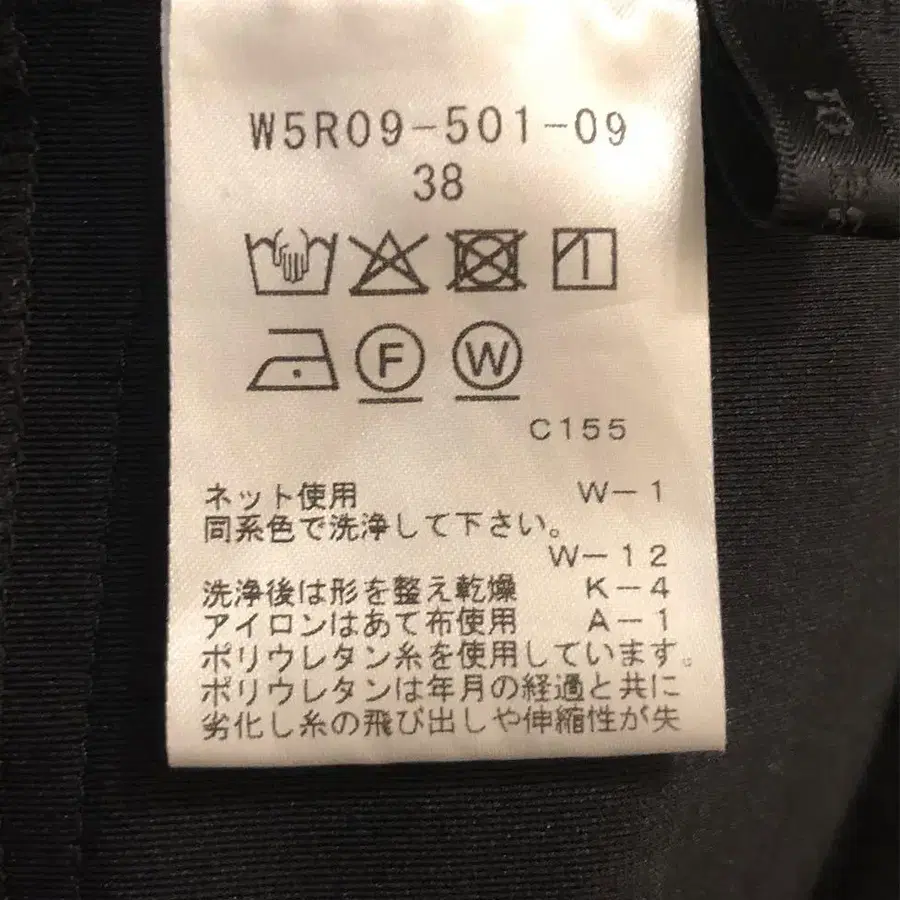 W5R09-501-09
38
F W
C155
ネット使用 W-1
同系色で洗浄して下さい。
W-12
洗浄後は形を整え乾燥 K-4
アイロンはあて布使用 A-1
ポリウレタン糸を使用しています。
ポリウレタンは年月の経過と共に
劣化し糸の飛び出しや伸縮性が失